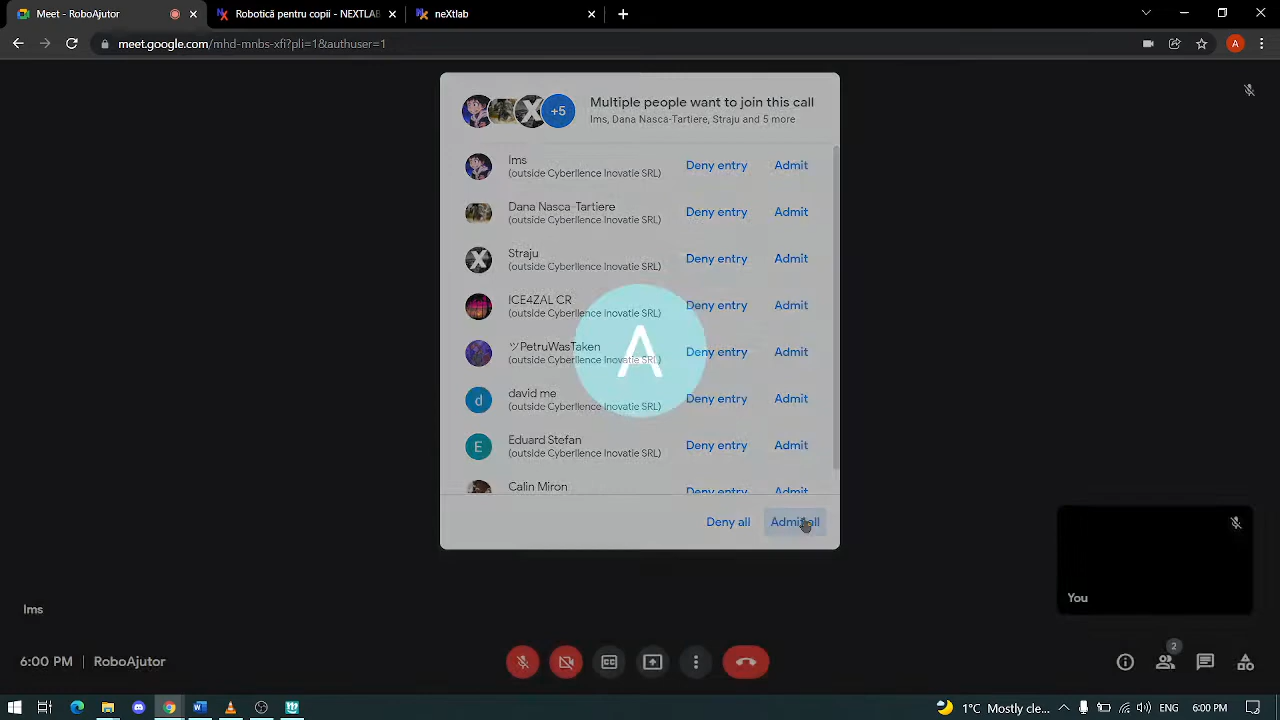 Meet - RoboAjutor
Robotică pentru copii - NEXTLAB
neXtlab
meet.google.com/mhd-mnbs-xfi?pli=1&authuser=1
A
+5
Multiple people want to join this call
Ims, Dana Nasca-Tartiere, Straju and 5 more
Ims
(outside Cyberllence Inovatie SRL)
Deny entry
Admit
Dana Nasca-Tartiere
(outside Cyberllence Inovatie SRL)
Deny entry
Admit
X
Straju
(outside Cyberllence Inovatie SRL)
Deny entry
Admit
ICE4ZAL CR
(outside Cyberllence Inovatie SRL)
Deny entry
Admit
ツPetruWasTaken
(outside Cyberllence Inovatie SRL)
Deny entry
Admit
A
d
david me
(outside Cyberllence Inovatie SRL)
Deny entry
Admit
E
Eduard Stefan
(outside Cyberllence Inovatie SRL)
Deny entry
Admit
Calin Miron
Deny entry
Admit
Deny all
Admit all
You
Ims
6:00 PM | RoboAjutor
CC
2
1°C Mostly cle...
ENG
6:00 PM